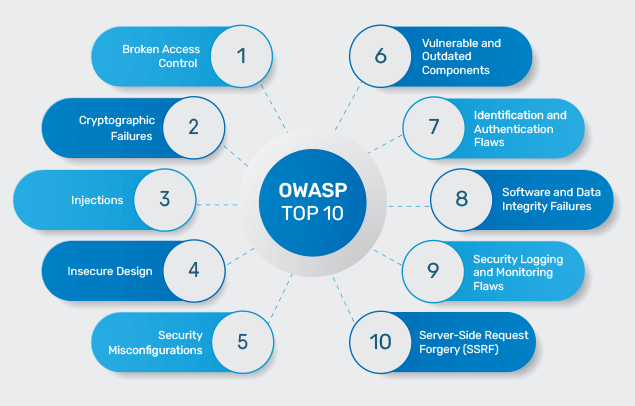 Broken Access
Control
1
Cryptographic
Failures
2
Injections
3
Insecure Design
4
Security
Misconfigurations
5
OWASP
TOP 10
6
Vulnerable and
Outdated
Components
7
Identification and
Authentication
Flaws
8
Software and Data
Integrity Failures
9
Security Logging
and Monitoring
Flaws
10
Server-Side Request
Forgery (SSRF)